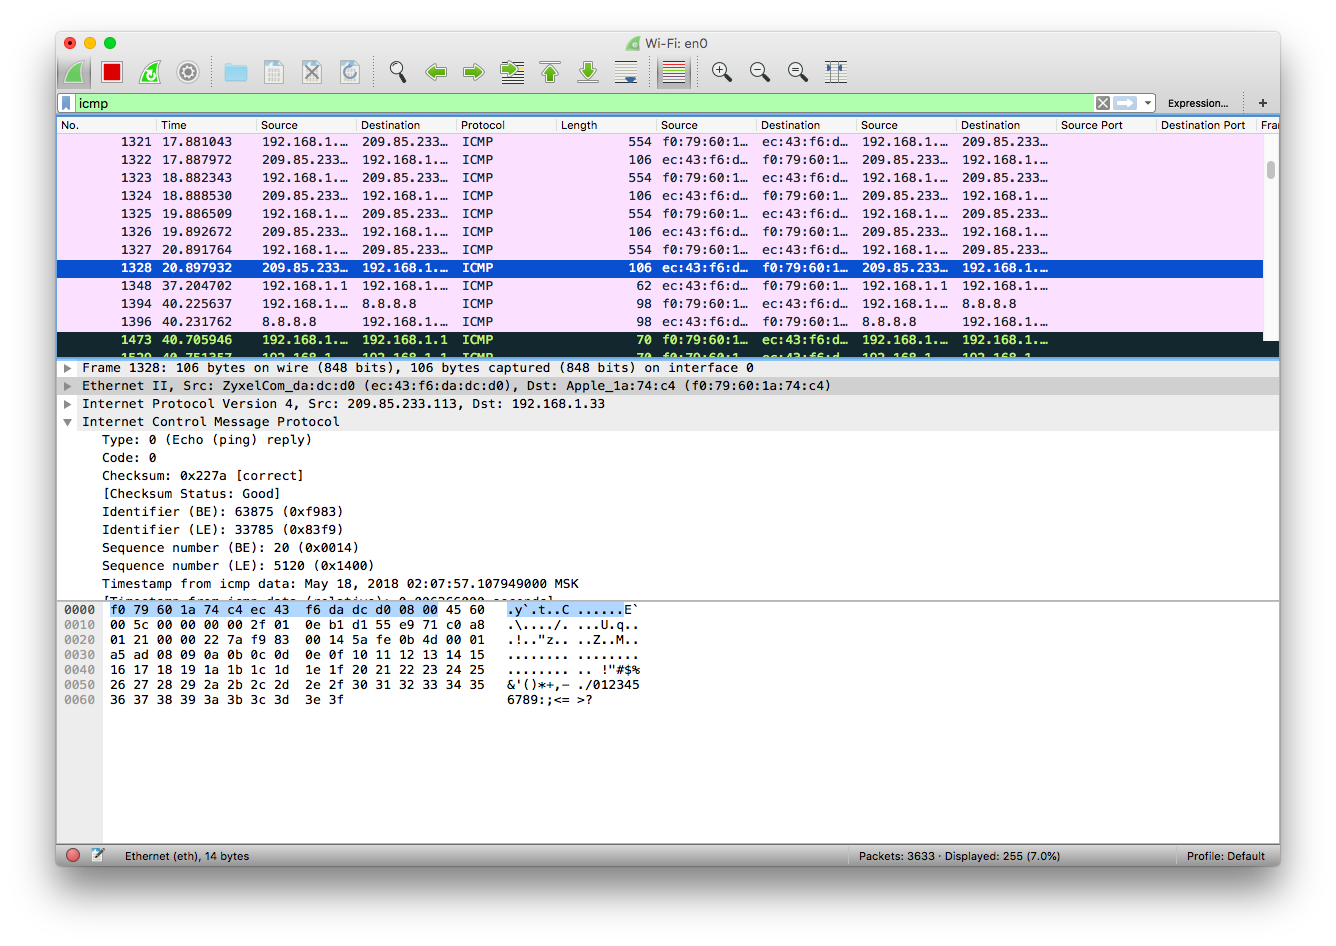 Wi-Fi: en0
icmp Expression... +
No. Time Source Destination Protocol Length Source Destination Source Destination Source Port Destination Port Fra
1321 17.881043 192.168.1.… 209.85.233… ICMP 554 f0:79:60:1… ec:43:f6:d… 192.168.1.… 209.85.233…
1322 17.887972 209.85.233… 192.168.1.… ICMP 106 ec:43:f6:d… f0:79:60:1… 209.85.233… 192.168.1.…
1323 18.882343 192.168.1.… 209.85.233… ICMP 554 f0:79:60:1… ec:43:f6:d… 192.168.1.… 209.85.233…
1324 18.888530 209.85.233… 192.168.1.… ICMP 106 ec:43:f6:d… f0:79:60:1… 209.85.233… 192.168.1.…
1325 19.886509 192.168.1.… 209.85.233… ICMP 554 f0:79:60:1… ec:43:f6:d… 192.168.1.… 209.85.233…
1326 19.892672 209.85.233… 192.168.1.… ICMP 106 ec:43:f6:d… f0:79:60:1… 209.85.233… 192.168.1.…
1327 20.891764 192.168.1.… 209.85.233… ICMP 554 f0:79:60:1… ec:43:f6:d… 192.168.1.… 209.85.233…
1328 20.897932 209.85.233… 192.168.1.… ICMP 106 ec:43:f6:d… f0:79:60:1… 209.85.233… 192.168.1.…
1348 37.204702 192.168.1.1 192.168.1.… ICMP 62 ec:43:f6:d… f0:79:60:1… 192.168.1.1 192.168.1.…
1394 40.225637 192.168.1.… 8.8.8.8 ICMP 98 f0:79:60:1… ec:43:f6:d… 192.168.1.… 8.8.8.8
1396 40.231762 8.8.8.8 192.168.1.… ICMP 98 ec:43:f6:d… f0:79:60:1… 8.8.8.8 192.168.1.…
1473 40.705946 192.168.1.… 192.168.1.1 ICMP 70 f0:79:60:1… ec:43:f6:d… 192.168.1.… 192.168.1.…
Frame 1328: 106 bytes on wire (848 bits), 106 bytes captured (848 bits) on interface 0
Ethernet II, Src: ZyxelCom_da:dc:d0 (ec:43:f6:da:dc:d0), Dst: Apple_1a:74:c4 (f0:79:60:1a:74:c4)
Internet Protocol Version 4, Src: 209.85.233.113, Dst: 192.168.1.33
Internet Control Message Protocol
Type: 0 (Echo (ping) reply)
Code: 0
Checksum: 0x227a [correct]
[Checksum Status: Good]
Identifier (BE): 63875 (0xf983)
Identifier (LE): 33785 (0x83f9)
Sequence number (BE): 20 (0x0014)
Sequence number (LE): 5120 (0x1400)
Timestamp from icmp data: May 18, 2018 02:07:57.107949000 MSK
0000 f0 79 60 1a 74 c4 ec 43 f6 da dc d0 08 00 45 60 .y`.t..C ......E`
0010 00 5c 00 00 00 00 2f 01 0e b1 d1 55 e9 71 c0 a8 .\..../. ...U.q..
0020 01 21 00 00 22 7a f9 83 00 14 5a fe 0b 4d 00 01 .!.."z.. ..Z..M..
0030 a5 ad 08 09 0a 0b 0c 0d 0e 0f 10 11 12 13 14 15 ........ ........
0040 16 17 18 19 1a 1b 1c 1d 1e 1f 20 21 22 23 24 25 ........ .. !"#$%
0050 26 27 28 29 2a 2b 2c 2d 2e 2f 30 31 32 33 34 35 &'()*+,- ./012345
0060 36 37 38 39 3a 3b 3c 3d 3e 3f 6789:;<= >?
Ethernet (eth), 14 bytes Packets: 3633 · Displayed: 255 (7.0%) Profile: Default